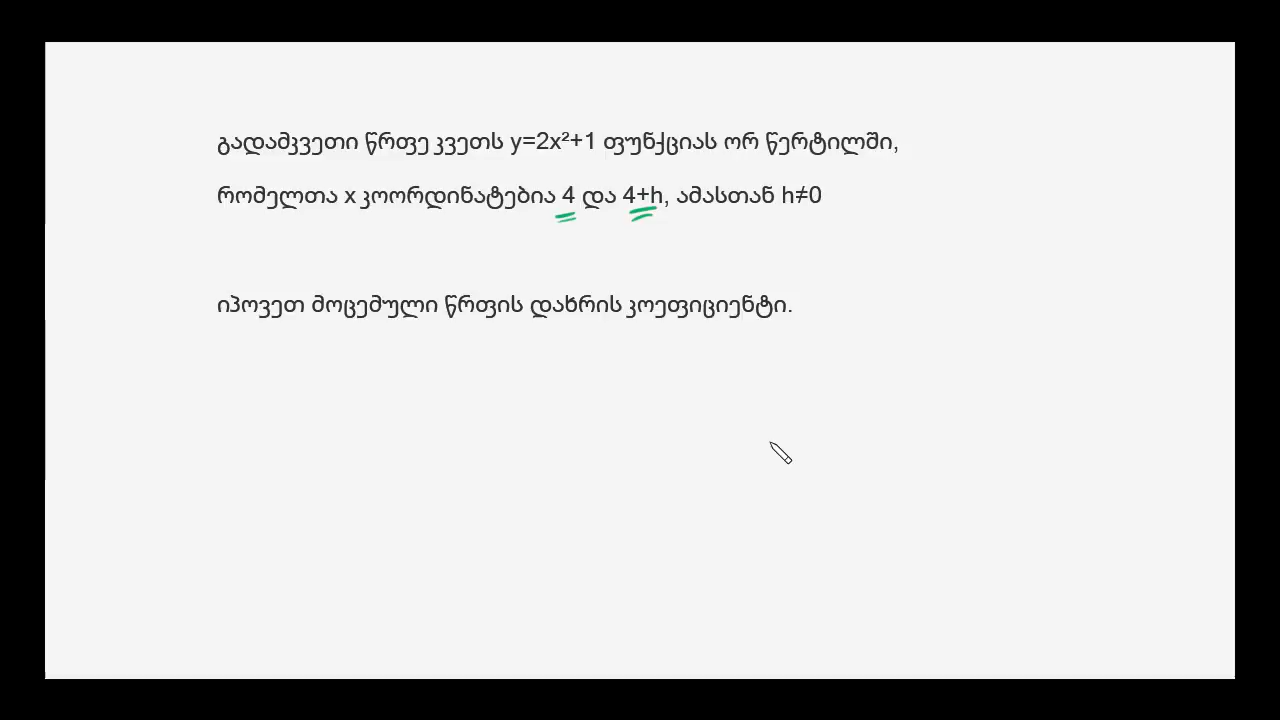 გადამკვეთი წრფე კვეთს y=2x²+1 ფუნქციას ორ წერტილში,
რომელთა x კოორდინატებია 4 და 4+h, ამასთან h≠0
იპოვეთ მოცემული წრფის დახრის კოეფიციენტი.